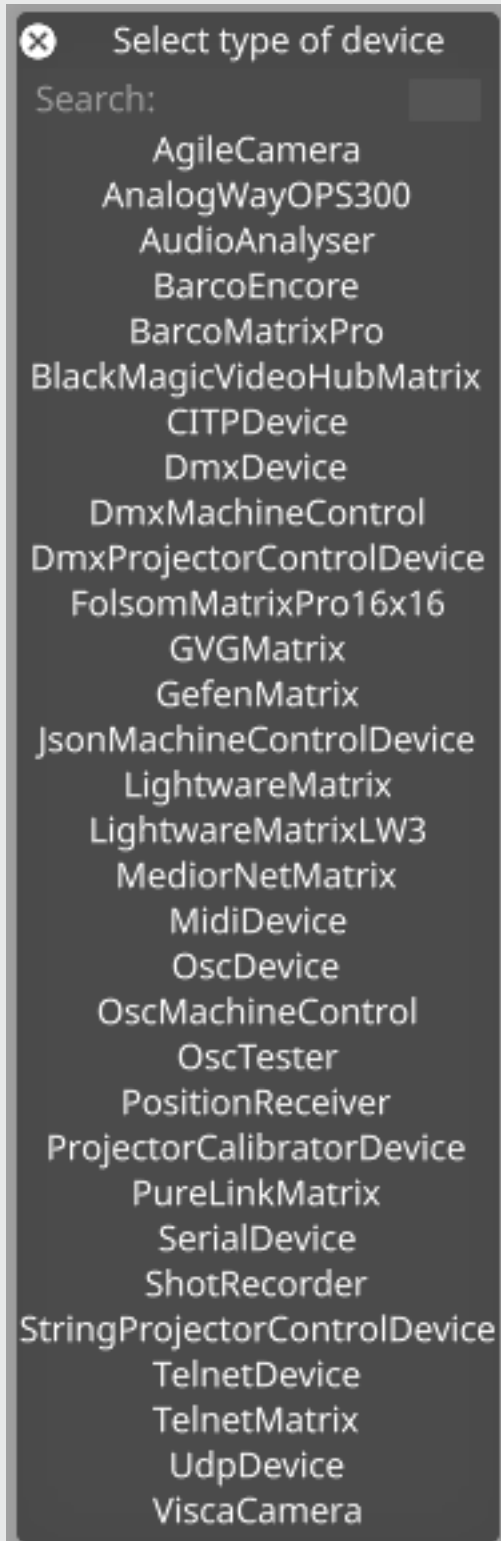 Select type of device
Search:
AgileCamera
AnalogWayOPS300
AudioAnalyser
BarcoEncore
BarcoMatrixPro
BlackMagicVideoHubMatrix
CITPDevice
DmxDevice
DmxMachineControl
DmxProjectorControlDevice
FolsomMatrixPro16x16
GVGMatrix
GefenMatrix
JsonMachineControlDevice
LightwareMatrix
LightwareMatrixLW3
MediorNetMatrix
MidiDevice
OscDevice
OscMachineControl
OscTester
PositionReceiver
ProjectorCalibratorDevice
PureLinkMatrix
SerialDevice
ShotRecorder
StringProjectorControlDevice
TelnetDevice
TelnetMatrix
UdpDevice
ViscaCamera